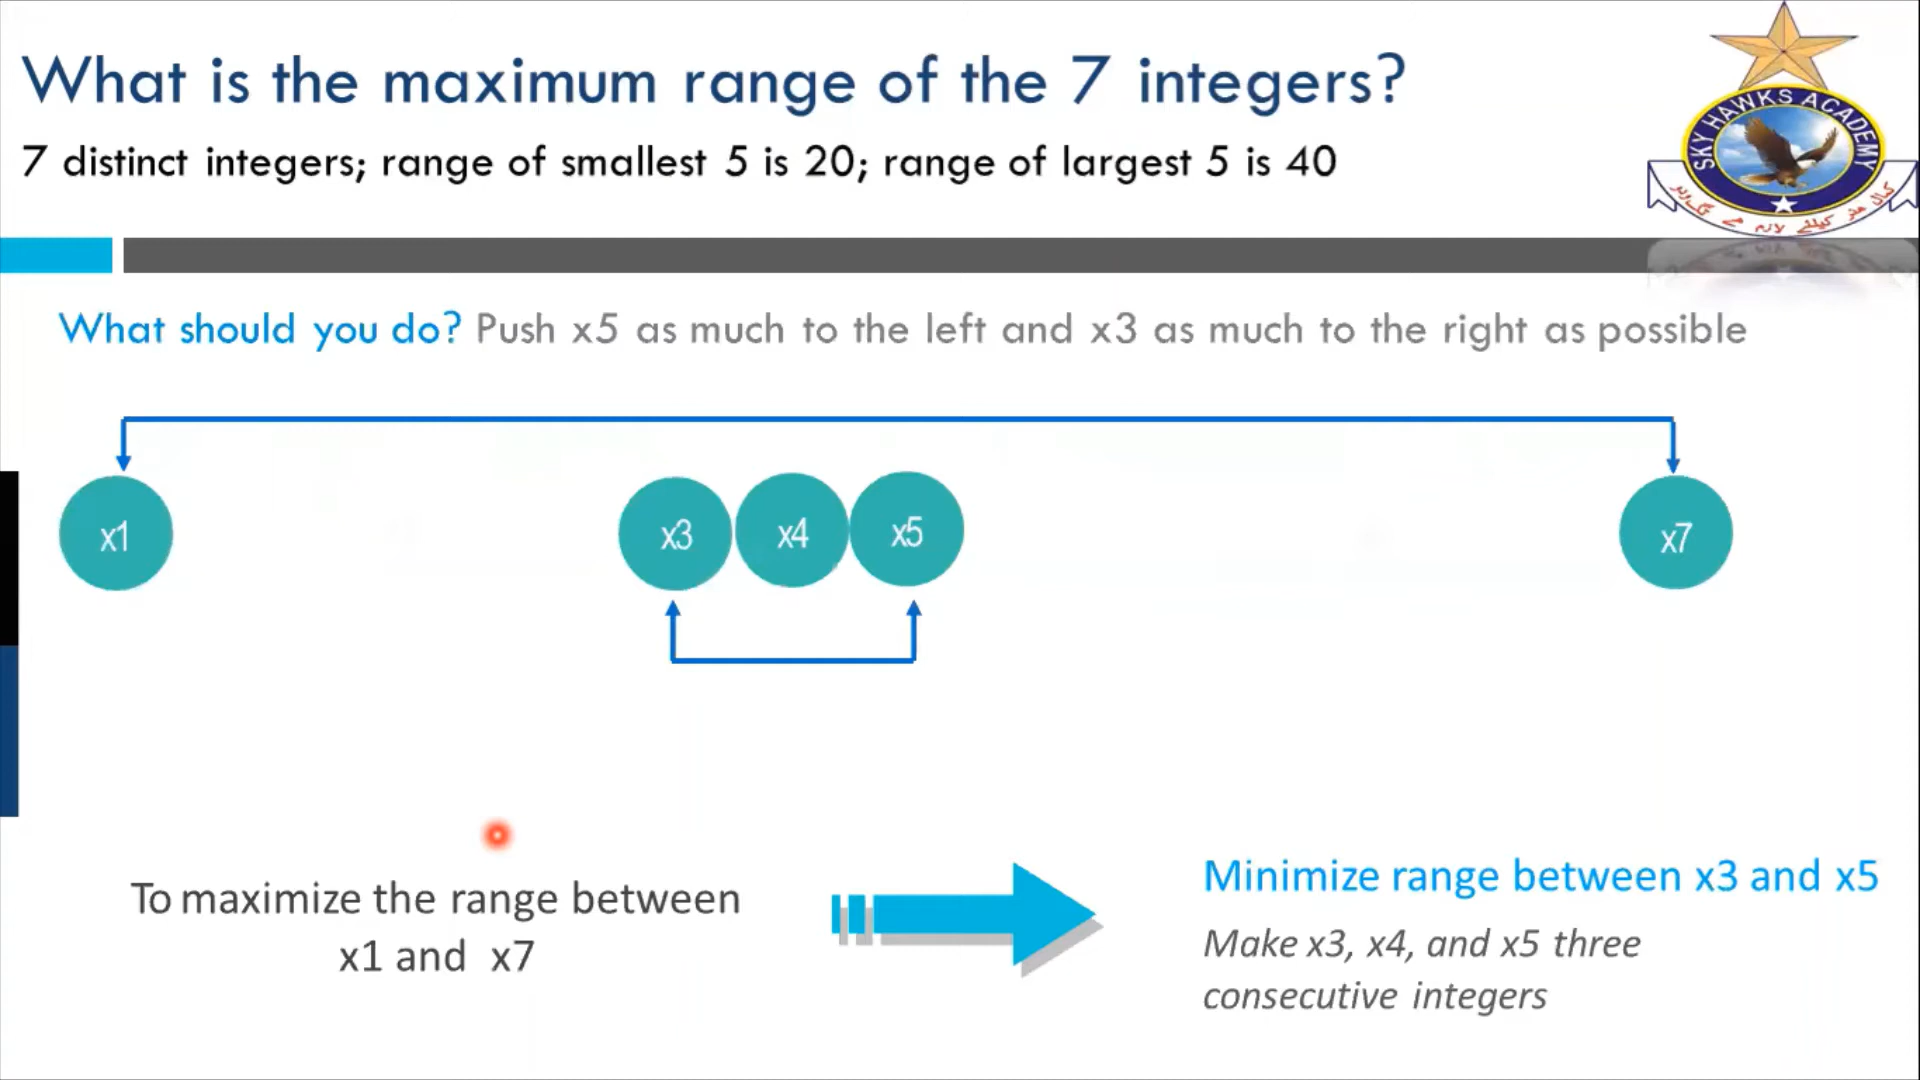 What is the maximum range of the 7 integers?
7 distinct integers; range of smallest 5 is 20; range of largest 5 is 40
SKY HAWKS ACADEMY
What should you do? Push x5 as much to the left and x3 as much to the right as possible
x1
x3
x4
x5
x7
To maximize the range between
x1 and x7
Minimize range between x3 and x5
Make x3, x4, and x5 three
consecutive integers